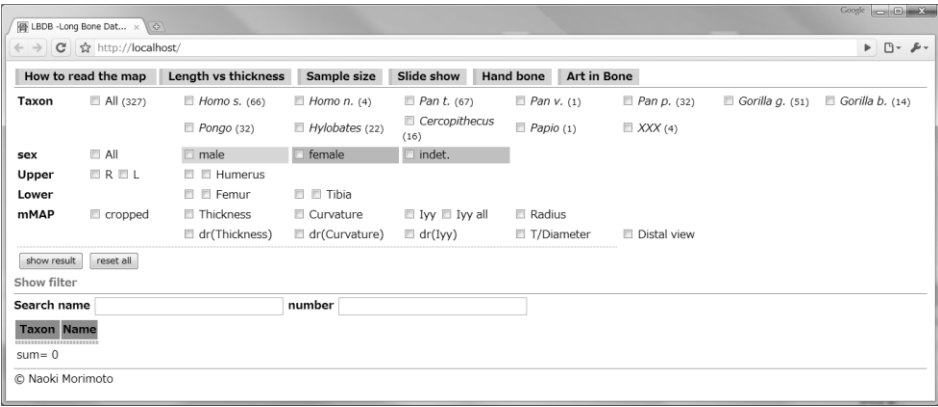 Google
LBDB -Long Bone Dat...
http://localhost/
How to read the map Length vs thickness Sample size Slide show Hand bone Art in Bone
Taxon All (327) Homo s. (66) Homo n. (4) Pan t. (67) Pan v. (1) Pan p. (32) Gorilla g. (51) Gorilla b. (14)
Pongo (32) Hylobates (22) Cercopithecus (16) Papio (1) XXX (4)
sex All male female indet.
Upper R L Humerus
Lower Femur Tibia
mMAP cropped Thickness Curvature Iyy Iyy all Radius
dr(Thickness) dr(Curvature) dr(Iyy) T/Diameter Distal view
show result reset all
Show filter
Search name number
Taxon Name
sum= 0
© Naoki Morimoto